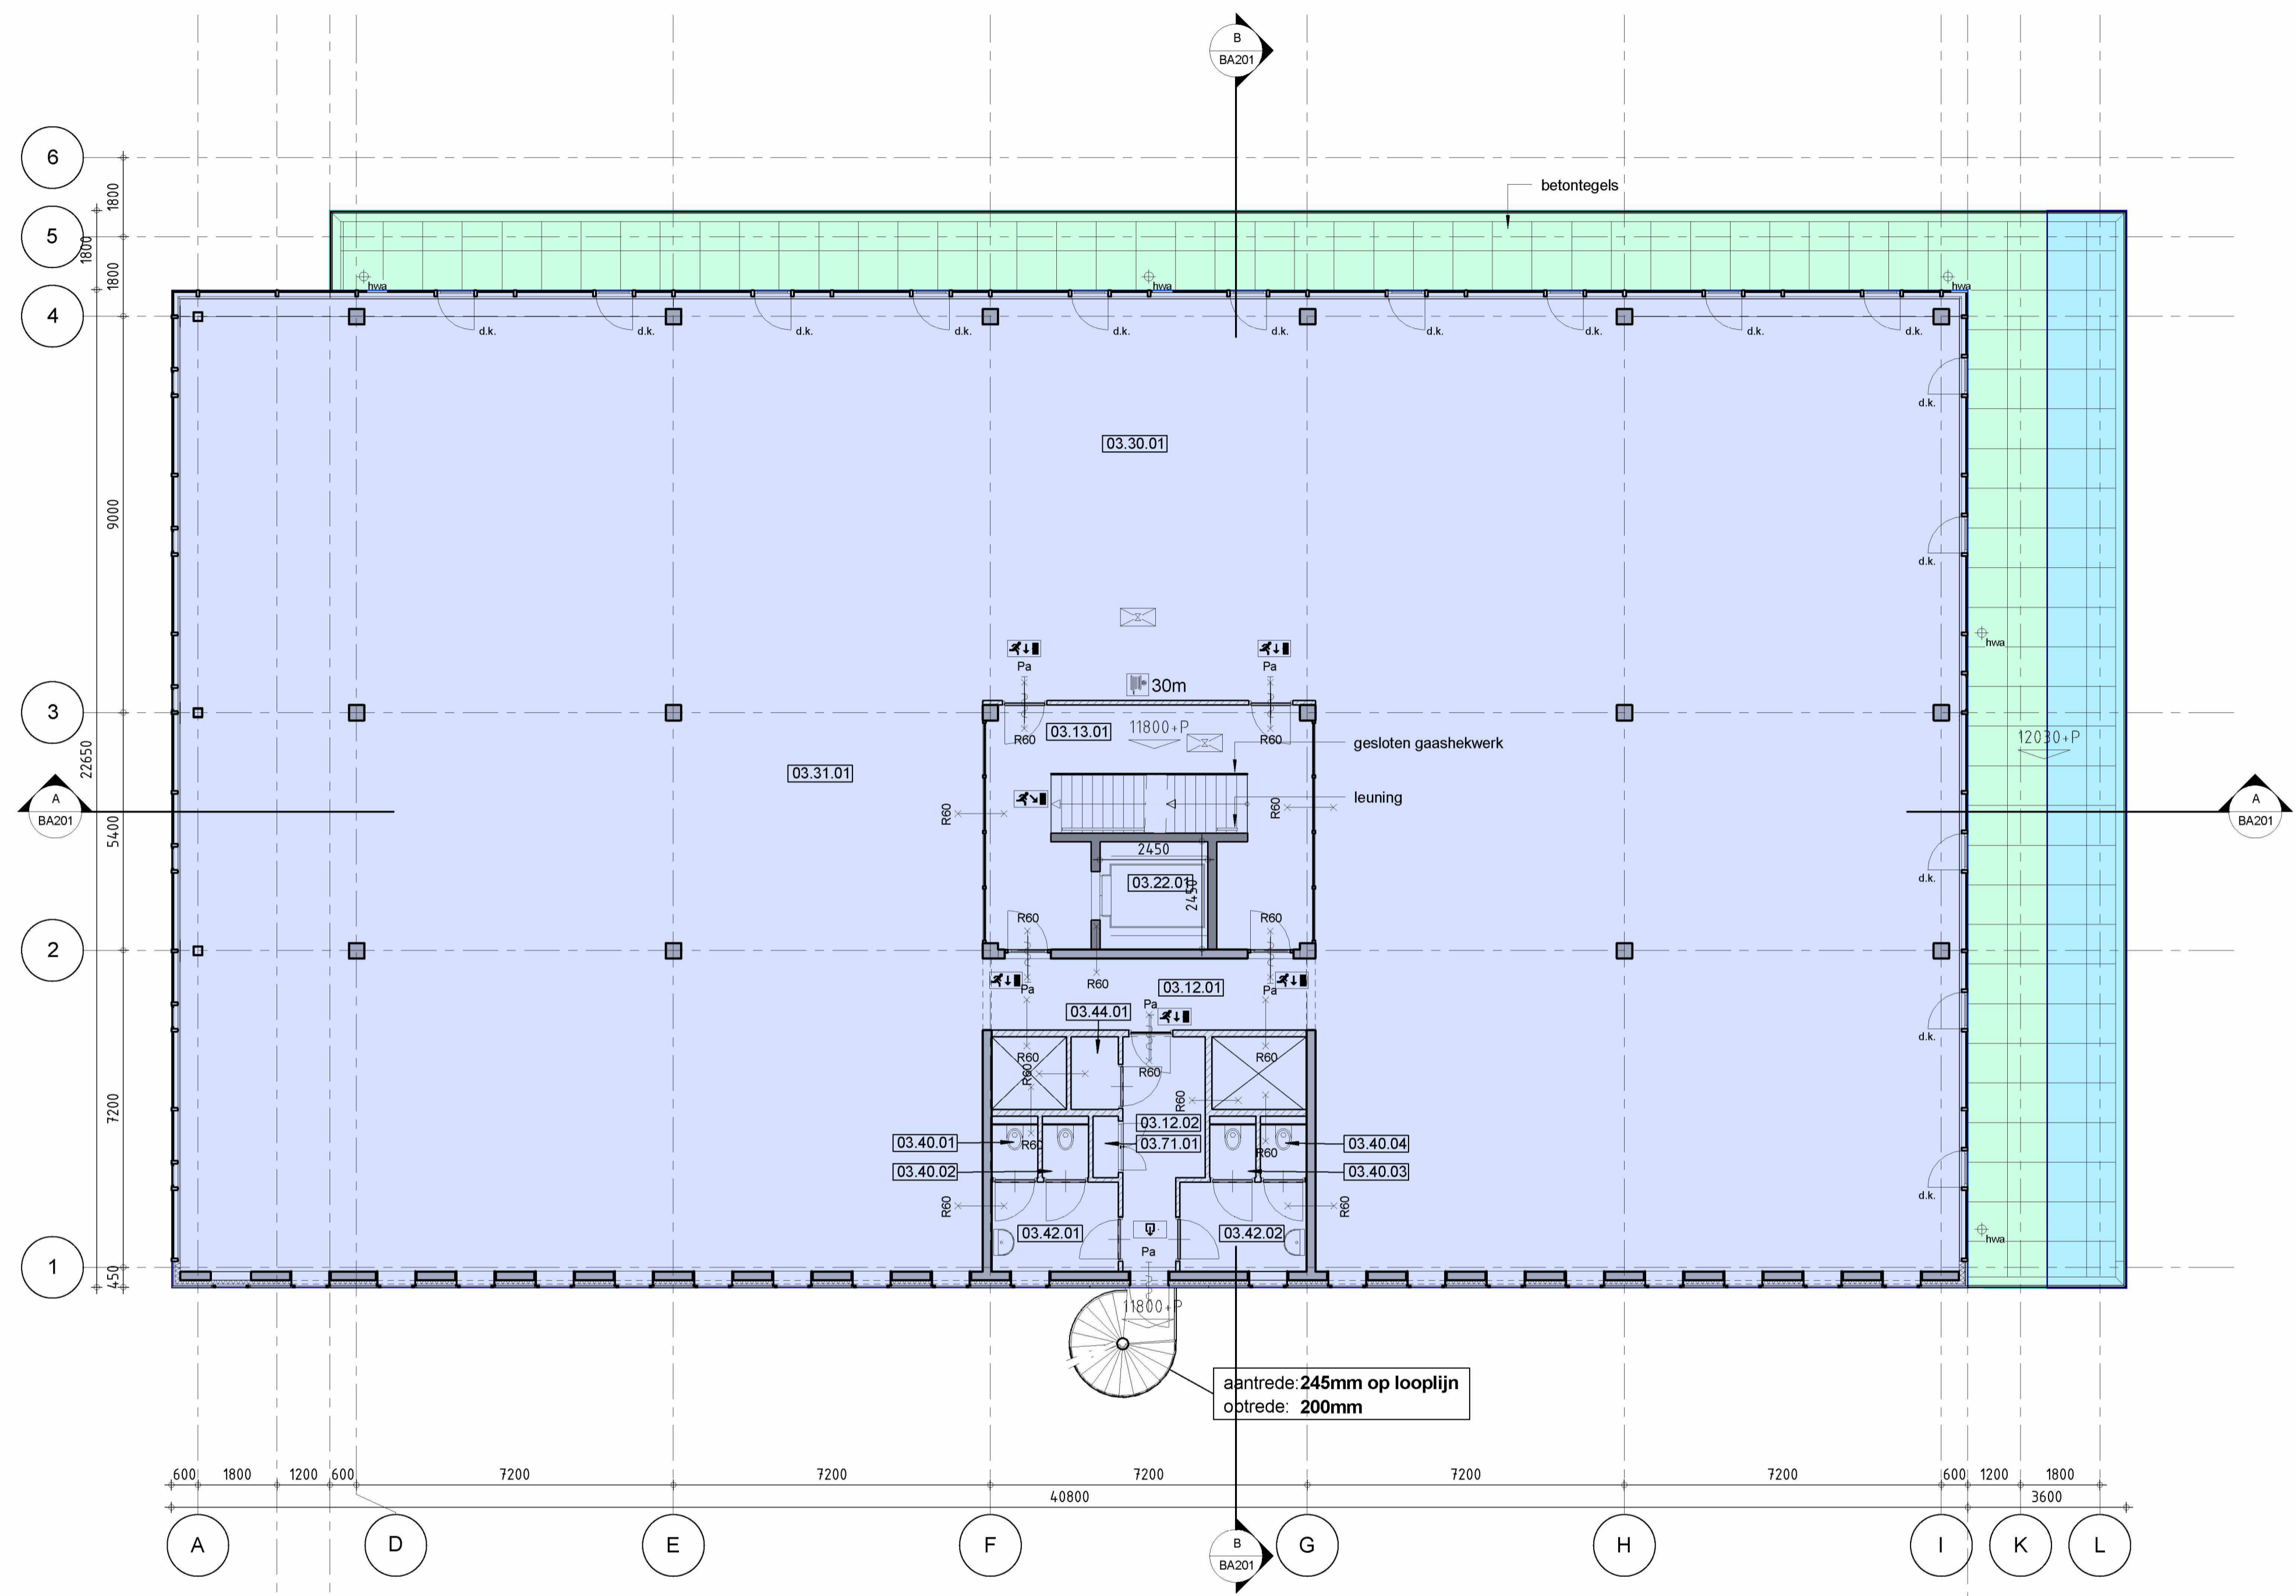 B
BA201
6
1800
betontegels
5
1800
1800
hwa
hwa
hwa
4
d.k.
d.k.
d.k.
d.k.
d.k.
d.k.
d.k.
d.k.
d.k.
d.k.
d.k.
03.30.01
9000
d.k.
hwa
Pa
Pa
30m
3
03.13.01
11800+P
R60
R60
12030+P
gesloten gaashekwerk
22650
03.31.01
leuning
A
BA201
R60
R60
A
BA201
5400
2450
d.k.
03.22.01
2450
R60
R60
2
R60
03.12.01
Pa
Pa
Pa
03.44.01
d.k.
R60
R60
R60
R60
R60
7200
03.12.02
03.40.01
R60
03.71.01
R60
03.40.04
03.40.02
03.40.03
d.k.
R60
R60
03.42.01
03.42.02
hwa
Pa
1
450
11800+P
aantrede: 245mm op looplijn
optrede: 200mm
600 1800 1200 600 7200 7200 7200 7200 7200 600 1200 1800
40800 3600
A D E F G H I K L
B
BA201